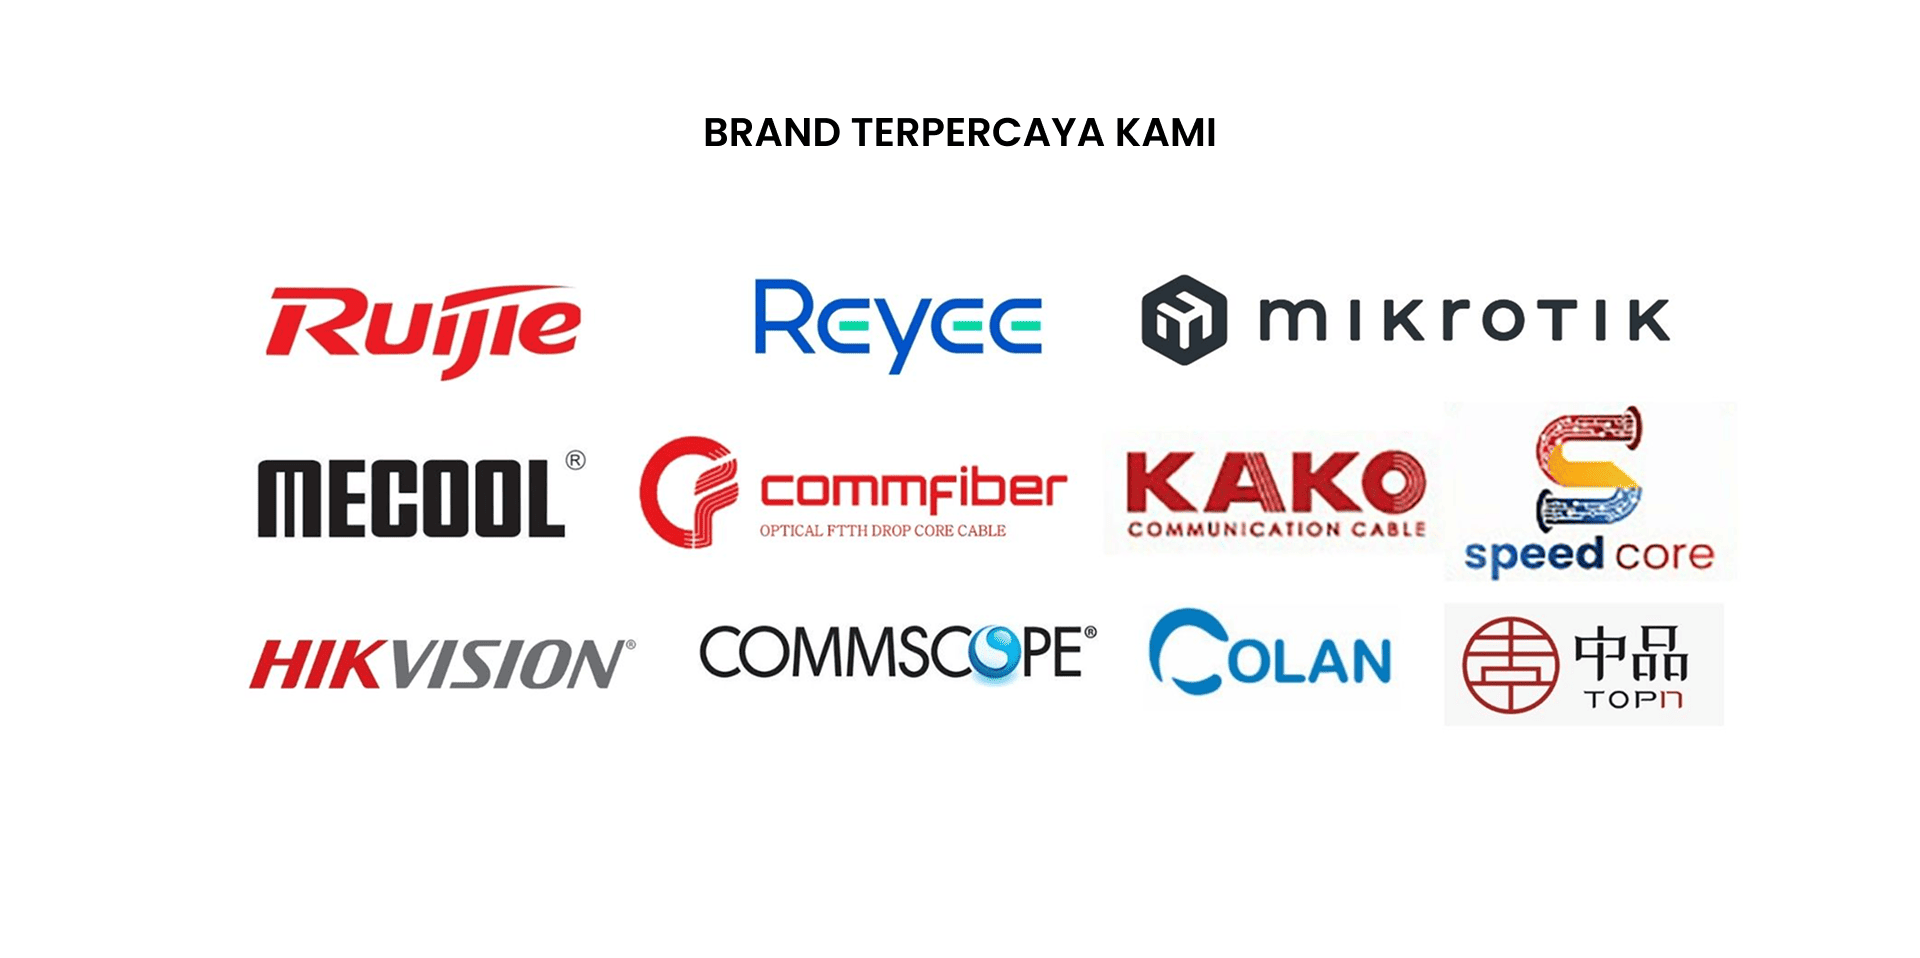 BRAND TERPERCAYA KAMI
Ruijie
Reyee
mikrotik
MECOOL®
commfiber
OPTICAL FTTH DROP CORE CABLE
KAKO
COMMUNICATION CABLE
speed core
HIKVISION®
COMMSCOPE®
COLAN
中品
TOPIN